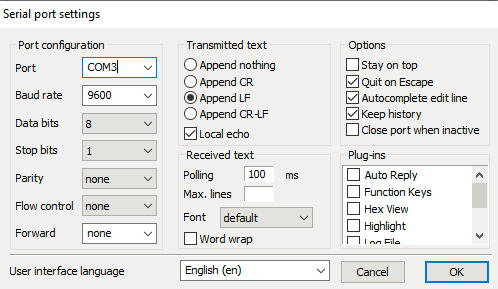 Serial port settings
Port configuration
Port COM3
Baud rate 9600
Data bits 8
Stop bits 1
Parity none
Flow control none
Forward none
Transmitted text
Append nothing
Append CR
Append LF
Append CR-LF
Local echo
Received text
Polling 100 ms
Max. lines
Font default
Word wrap
Options
Stay on top
Quit on Escape
Autocomplete edit line
Keep history
Close port when inactive
Plug-ins
Auto Reply
Function Keys
Hex View
Highlight
Log File
User interface language English (en)
Cancel OK